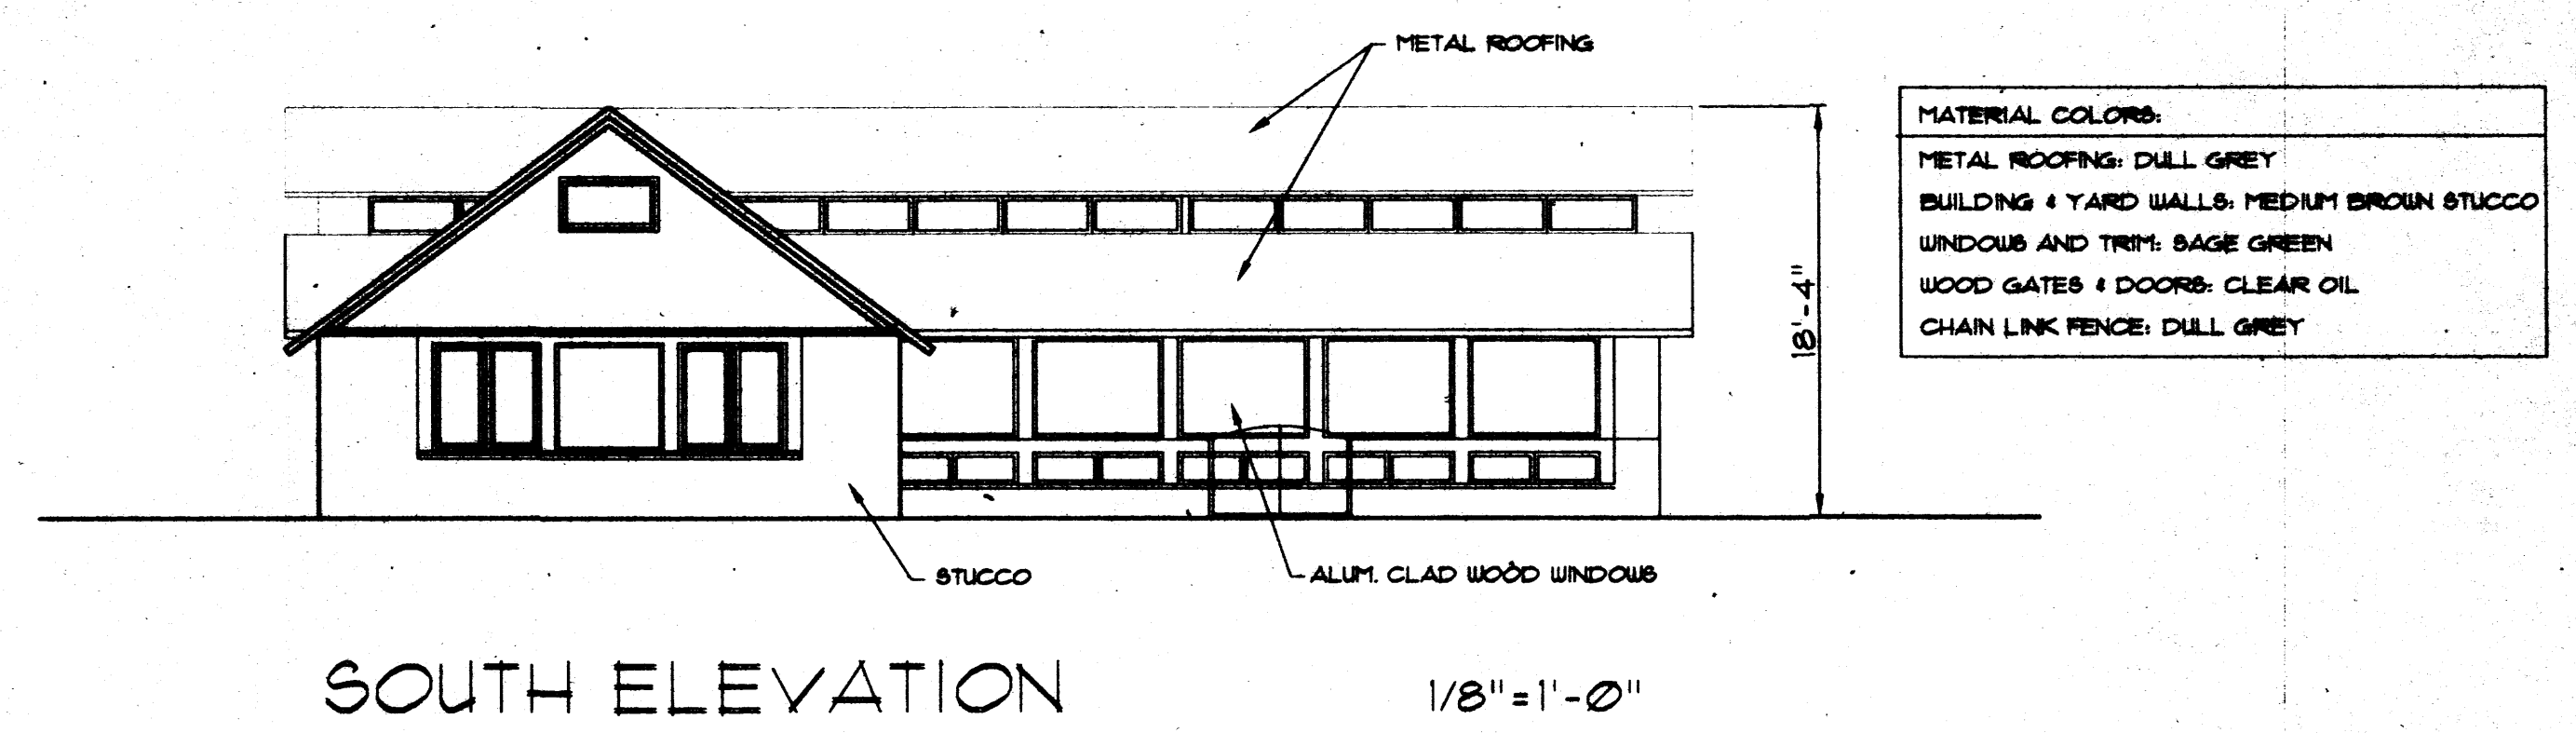 METAL ROOFING
MATERIAL COLORS:
METAL ROOFING: DULL GREY
BUILDING & YARD WALLS: MEDIUM BROWN STUCCO
WINDOWS AND TRIM: SAGE GREEN
WOOD GATES & DOORS: CLEAR OIL
CHAIN LINK FENCE: DULL GREY
18'-4"
STUCCO
ALUM. CLAD WOOD WINDOWS
SOUTH ELEVATION
1/8"=1'-0"